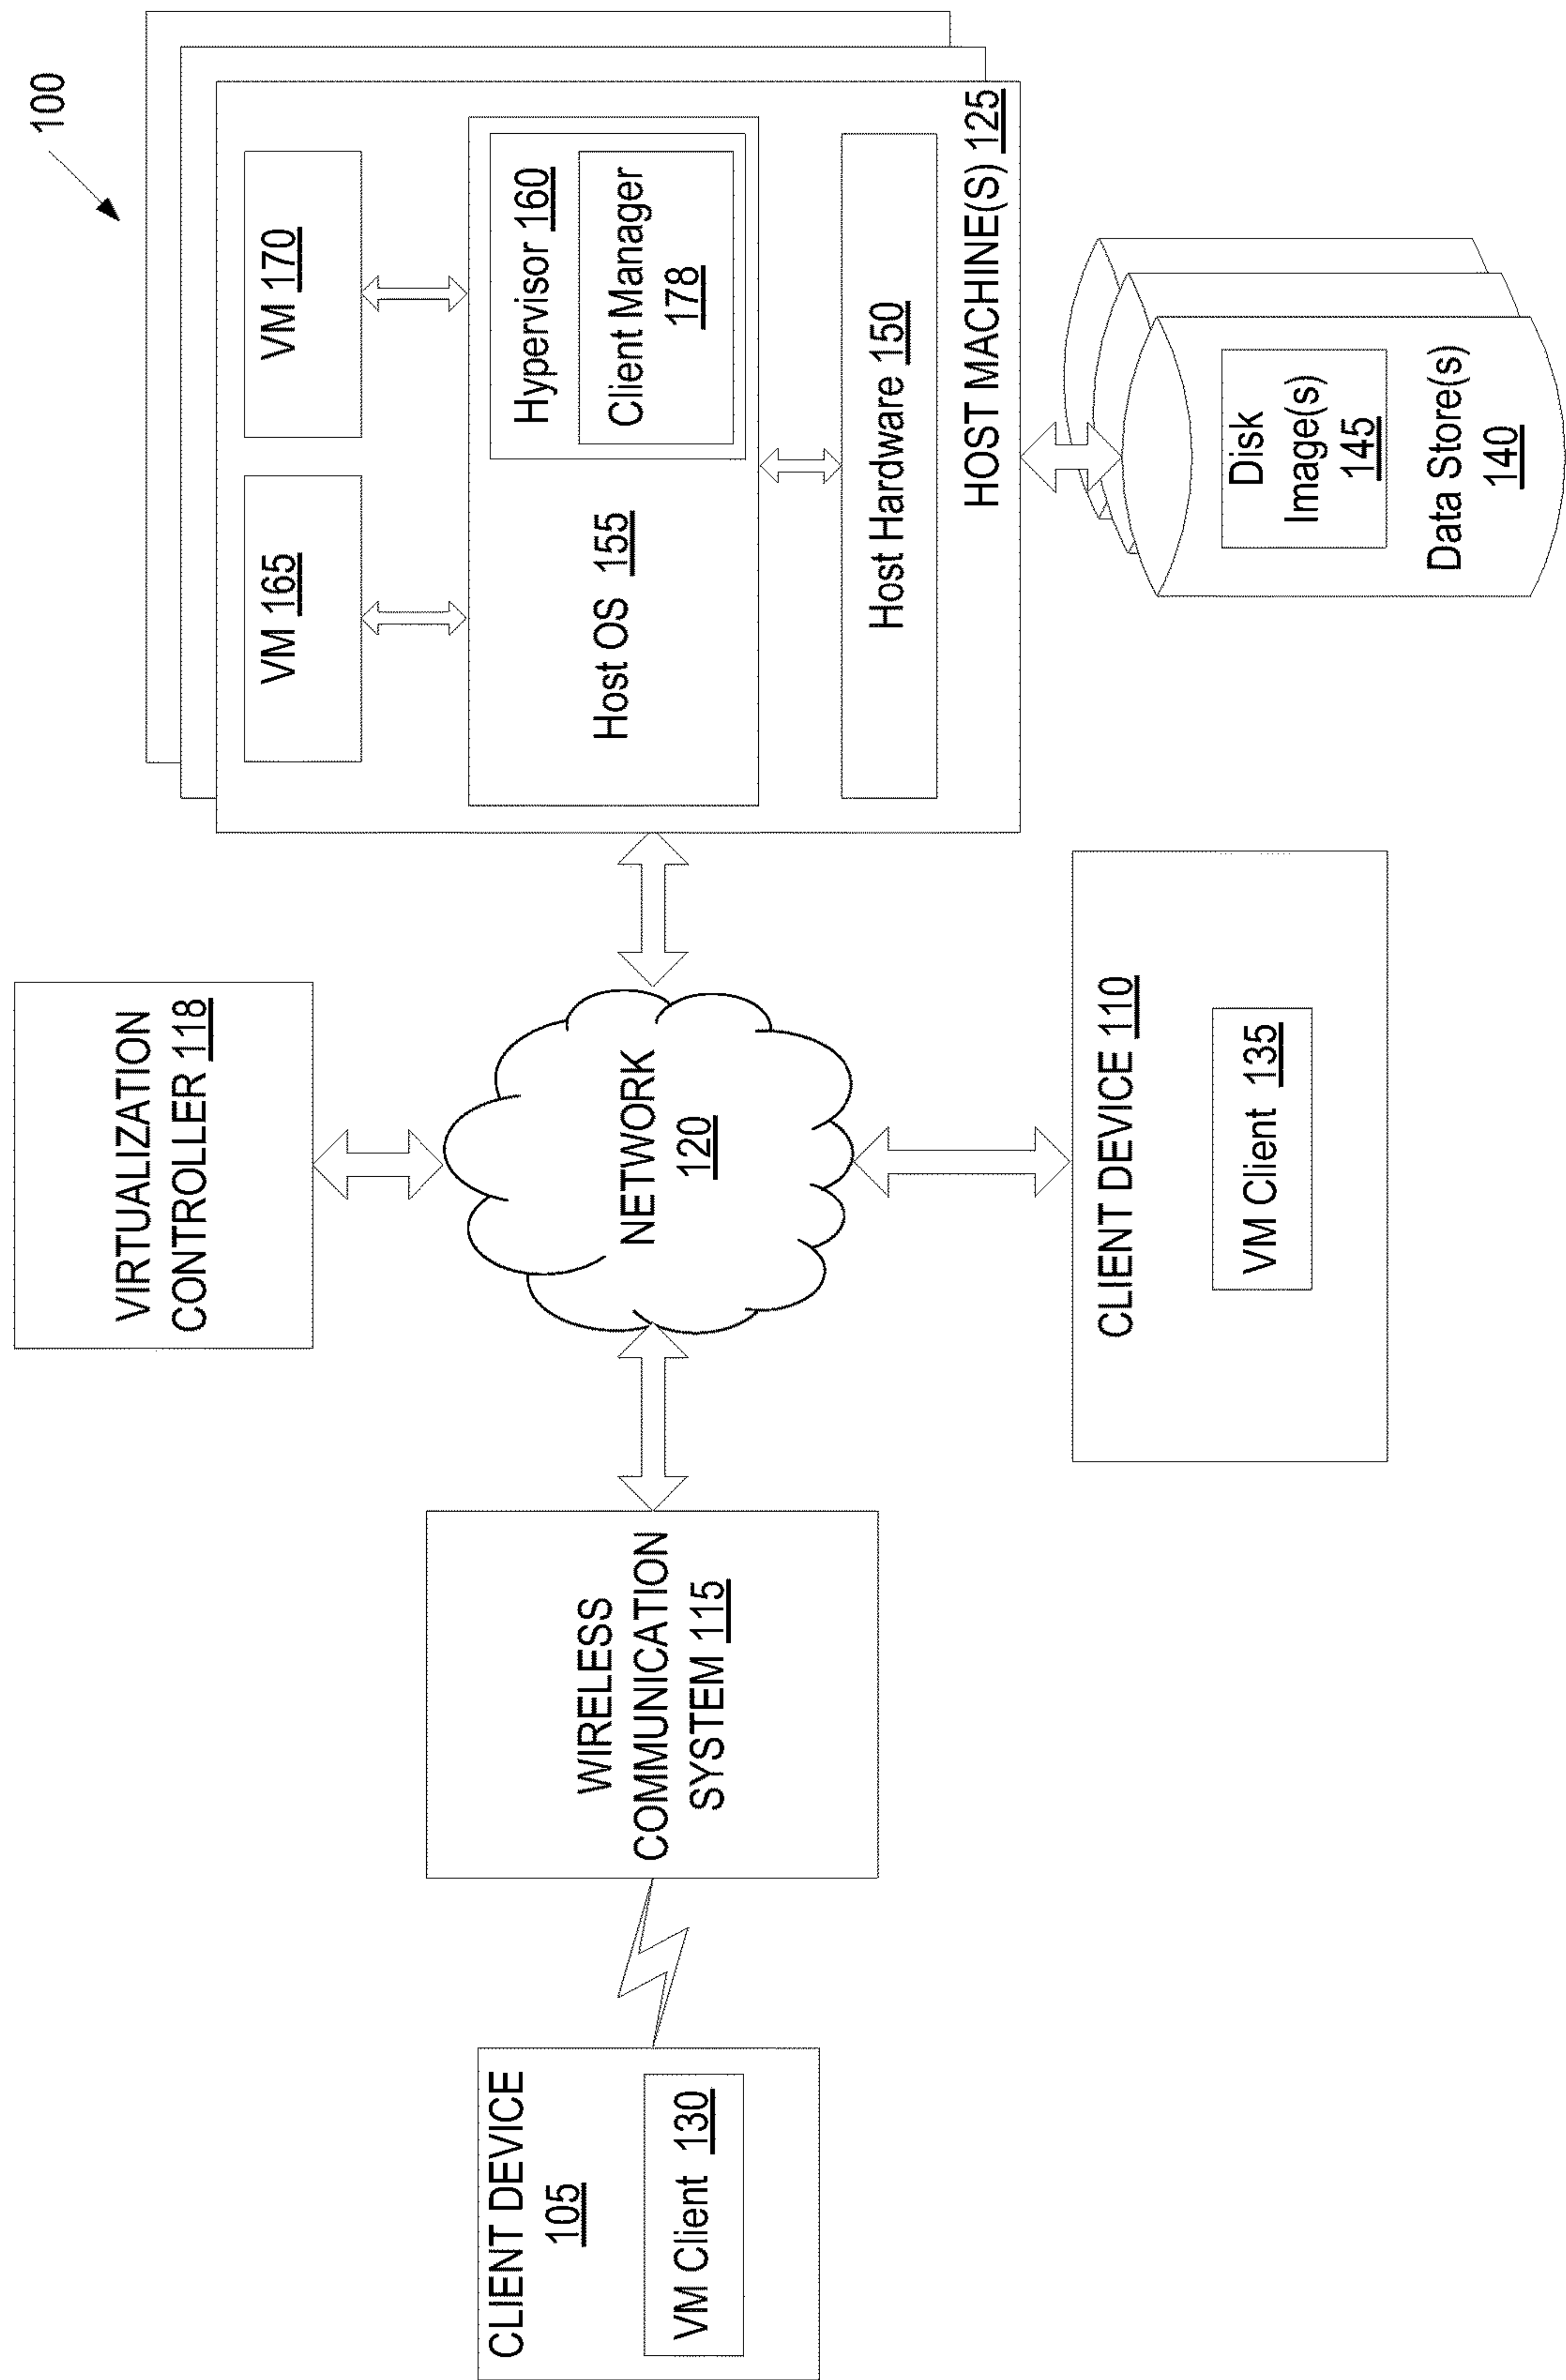 100
VIRTUALIZATION
CONTROLLER 118
VM 165
VM 170
Host OS 155
Hypervisor 160
Client Manager
178
Host Hardware 150
HOST MACHINE(S) 125
CLIENT DEVICE
105
VM Client 130
WIRELESS
COMMUNICATION
SYSTEM 115
NETWORK
120
CLIENT DEVICE 110
VM Client 135
Disk
Image(s)
145
Data Store(s)
140